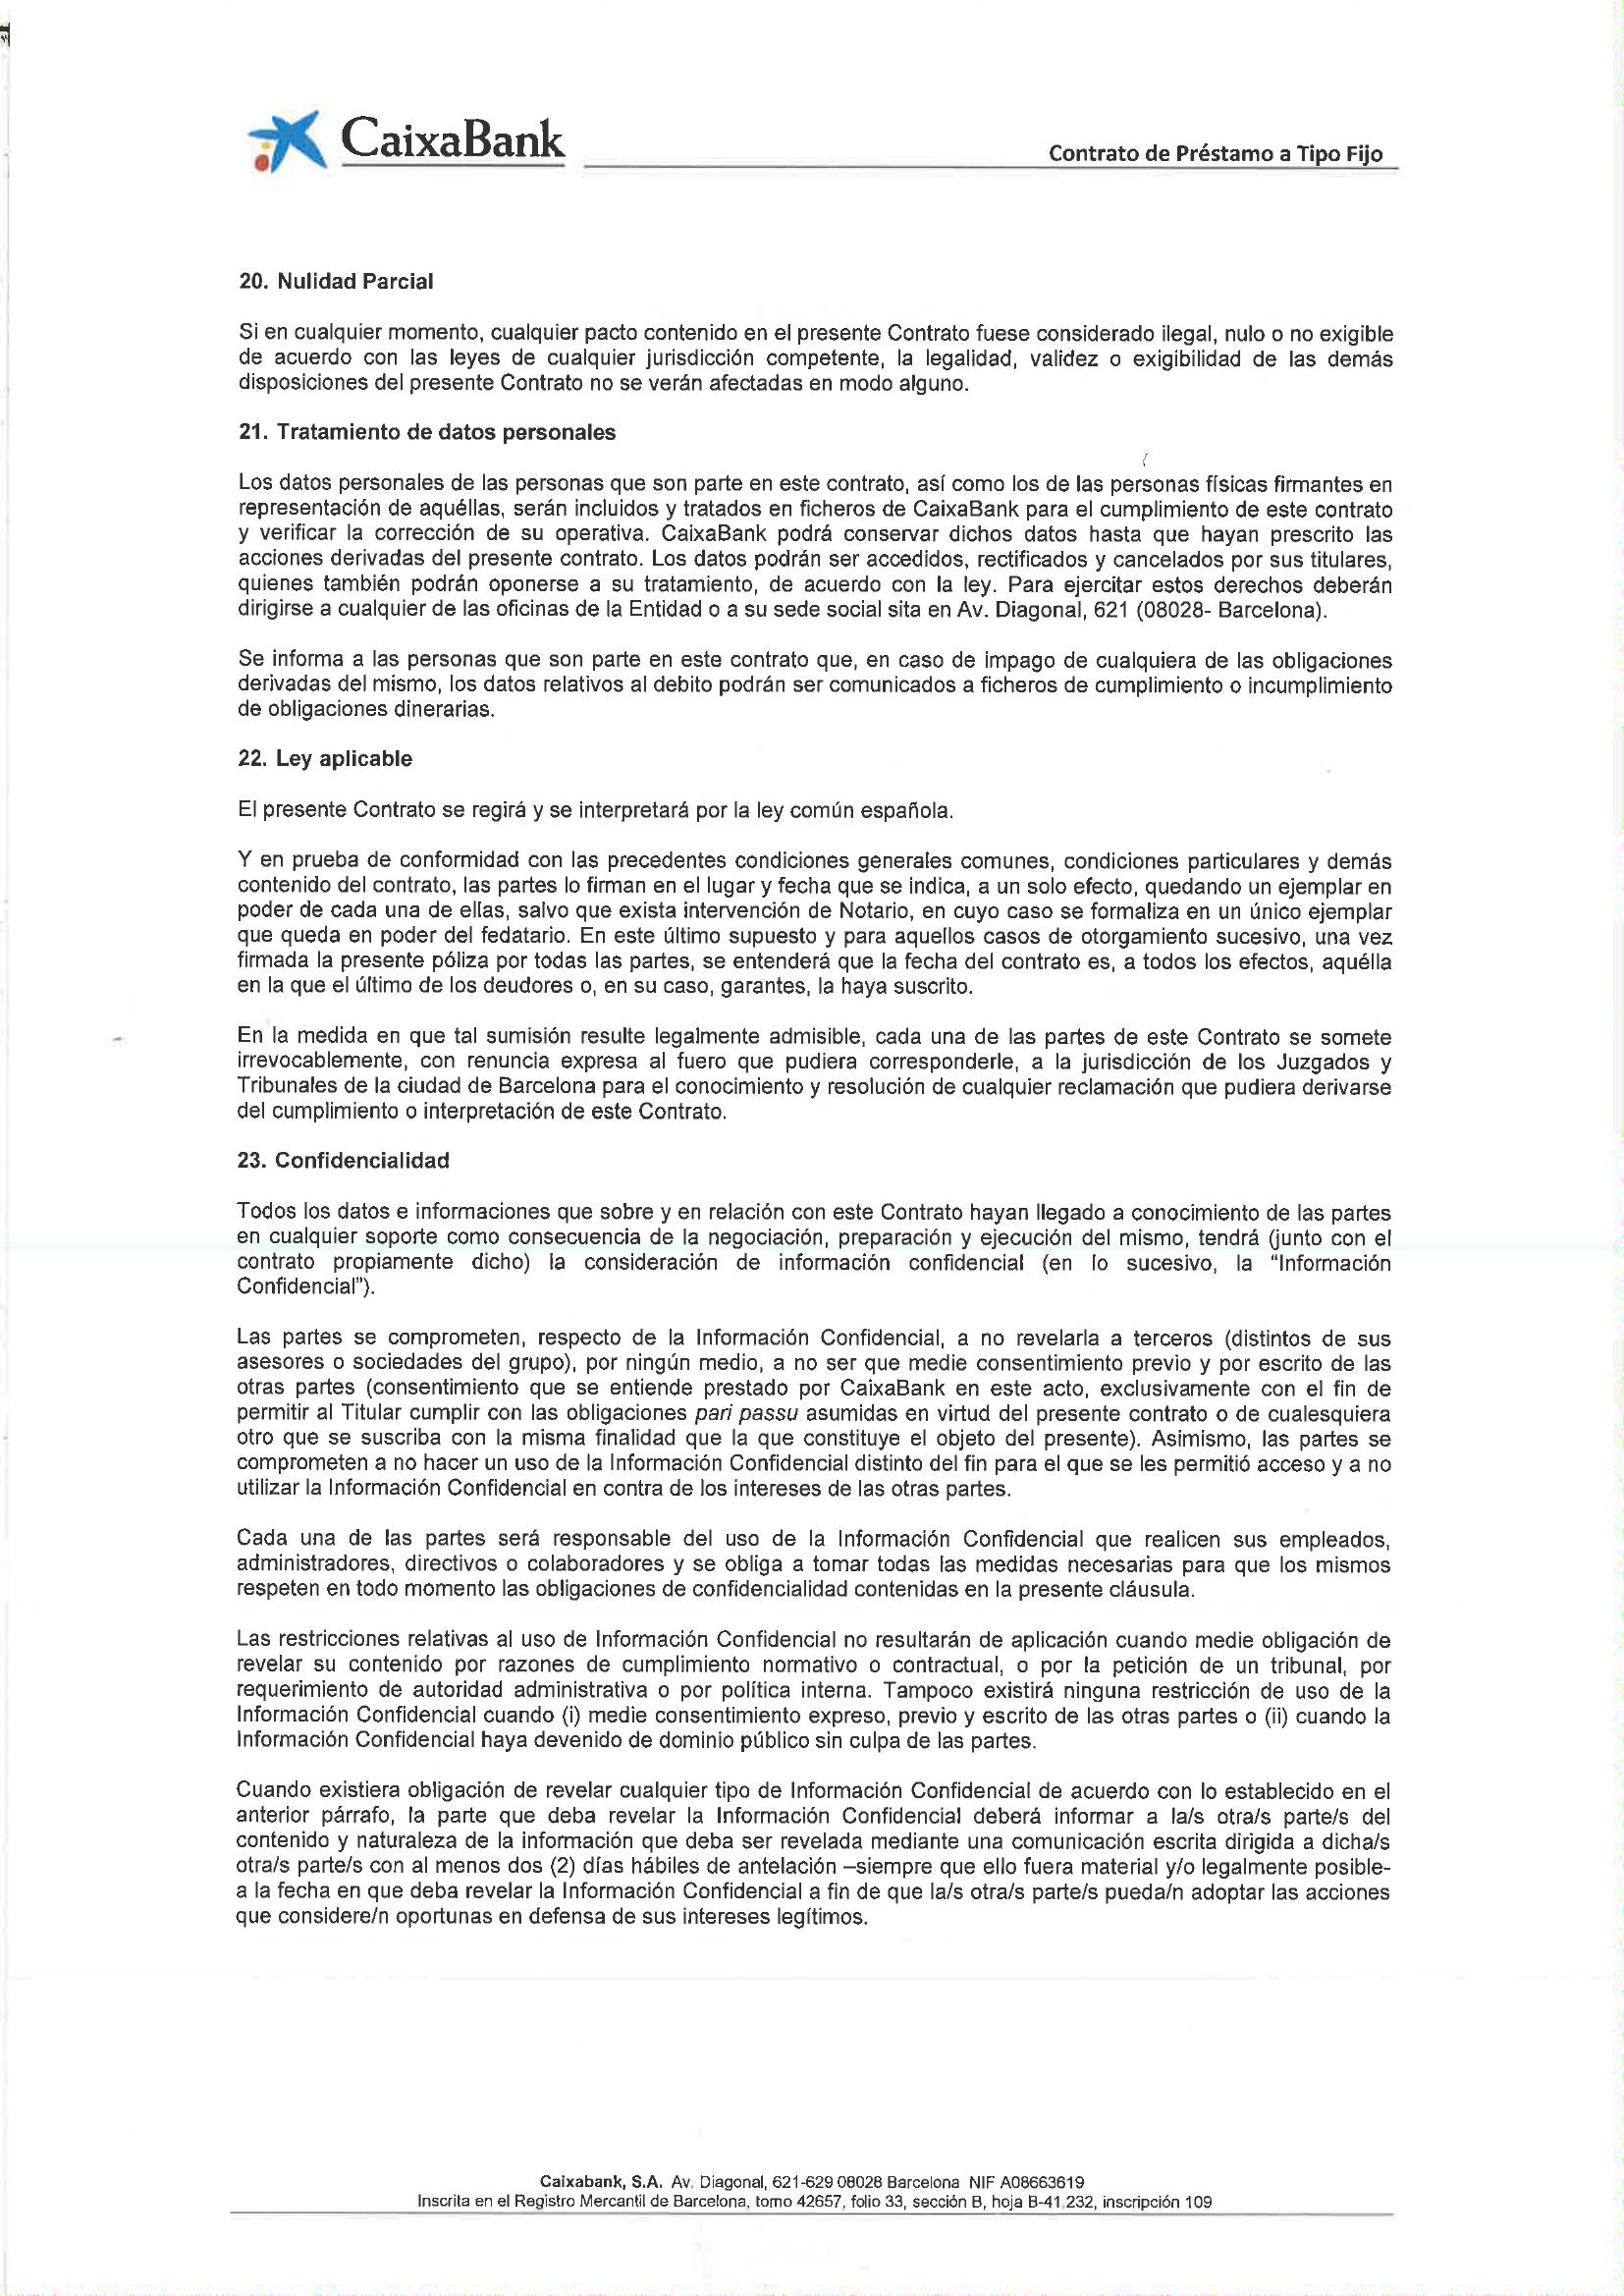 CaixaBank
Contrato de Préstamo a Tipo Fijo
20. Nulidad Parcial
Si en cualquier momento, cualquier pacto contenido en el presente Contrato fuese considerado ilegal, nulo o no exigible
de acuerdo con las leyes de cualquier jurisdicción competente, la legalidad, validez o exigibilidad de las demás
disposiciones del presente Contrato no se verán afectadas en modo alguno.
21. Tratamiento de datos personales
Los datos personales de las personas que son parte en este contrato, así como los de las personas físicas firmantes en
representación de aquéllas, serán incluidos y tratados en ficheros de CaixaBank para el cumplimiento de este contrato
y verificar la corrección de su operativa. CaixaBank podrá conservar dichos datos hasta que hayan prescrito las
acciones derivadas del presente contrato. Los datos podrán ser accedidos, rectificados y cancelados por sus titulares,
quienes también podrán oponerse a su tratamiento, de acuerdo con la ley. Para ejercitar estos derechos deberán
dirigirse a cualquier de las oficinas de la Entidad o a su sede social sita en Av. Diagonal, 621 (08028- Barcelona).
Se informa a las personas que son parte en este contrato que, en caso de impago de cualquiera de las obligaciones
derivadas del mismo, los datos relativos al debito podrán ser comunicados a ficheros de cumplimiento o incumplimiento
de obligaciones dinerarias.
22. Ley aplicable
El presente Contrato se regirá y se interpretará por la ley común española.
Y en prueba de conformidad con las precedentes condiciones generales comunes, condiciones particulares y demás
contenido del contrato, las partes lo firman en el lugar y fecha que se indica, a un solo efecto, quedando un ejemplar en
poder de cada una de ellas, salvo que exista intervención de Notario, en cuyo caso se formaliza en un único ejemplar
que queda en poder del fedatario. En este último supuesto y para aquellos casos de otorgamiento sucesivo, una vez
firmada la presente póliza por todas las partes, se entenderá que la fecha del contrato es, a todos los efectos, aquélla
en la que el último de los deudores o, en su caso, garantes, la haya suscrito.
En la medida en que tal sumisión resulte legalmente admisible, cada una de las partes de este Contrato se somete
irrevocablemente, con renuncia expresa al fuero que pudiera corresponderle, a la jurisdicción de los Juzgados y
Tribunales de la ciudad de Barcelona para el conocimiento y resolución de cualquier reclamación que pudiera derivarse
del cumplimiento o interpretación de este Contrato.
23. Confidencialidad
Todos los datos e informaciones que sobre y en relación con este Contrato hayan llegado a conocimiento de las partes
en cualquier soporte como consecuencia de la negociación, preparación y ejecución del mismo, tendrá (junto con el
contrato propiamente dicho) la consideración de información confidencial (en lo sucesivo, la “Información
Confidencial”).
Las partes se comprometen, respecto de la Información Confidencial, a no revelarla a terceros (distintos de sus
asesores o sociedades del grupo), por ningún medio, a no ser que medie consentimiento previo y por escrito de las
otras partes (consentimiento que se entiende prestado por CaixaBank en este acto, exclusivamente con el fin de
permitir al Titular cumplir con las obligaciones pari passu asumidas en virtud del presente contrato o de cualesquiera
otro que se suscriba con la misma finalidad que la que constituye el objeto del presente). Asimismo, las partes se
comprometen a no hacer un uso de la Información Confidencial distinto del fin para el que se les permitió acceso y a no
utilizar la Información Confidencial en contra de los intereses de las otras partes.
Cada una de las partes será responsable del uso de la Información Confidencial que realicen sus empleados,
administradores, directivos o colaboradores y se obliga a tomar todas las medidas necesarias para que los mismos
respeten en todo momento las obligaciones de confidencialidad contenidas en la presente cláusula.
Las restricciones relativas al uso de Información Confidencial no resultarán de aplicación cuando medie obligación de
revelar su contenido por razones de cumplimiento normativo o contractual, o por la petición de un tribunal, por
requerimiento de autoridad administrativa o por política interna. Tampoco existirá ninguna restricción de uso de la
Información Confidencial cuando (i) medie consentimiento expreso, previo y escrito de las otras partes o (ii) cuando la
Información Confidencial haya devenido de dominio público sin culpa de las partes.
Cuando existiera obligación de revelar cualquier tipo de Información Confidencial de acuerdo con lo establecido en el
anterior párrafo, la parte que deba revelar la Información Confidencial deberá informar a la/s otra/s parte/s del
contenido y naturaleza de la información que deba ser revelada mediante una comunicación escrita dirigida a dicha/s
otra/s parte/s con al menos dos (2) días hábiles de antelación –siempre que ello fuera material y/o legalmente posible-
a la fecha en que deba revelar la Información Confidencial a fin de que la/s otra/s parte/s pueda/n adoptar las acciones
que considere/n oportunas en defensa de sus intereses legítimos.
Caixabank, S.A. Av. Diagonal, 621-629 08028 Barcelona NIF A08663619
Inscrita en el Registro Mercantil de Barcelona, tomo 42657, folio 33, sección B, hoja B-41.232, inscripción 109